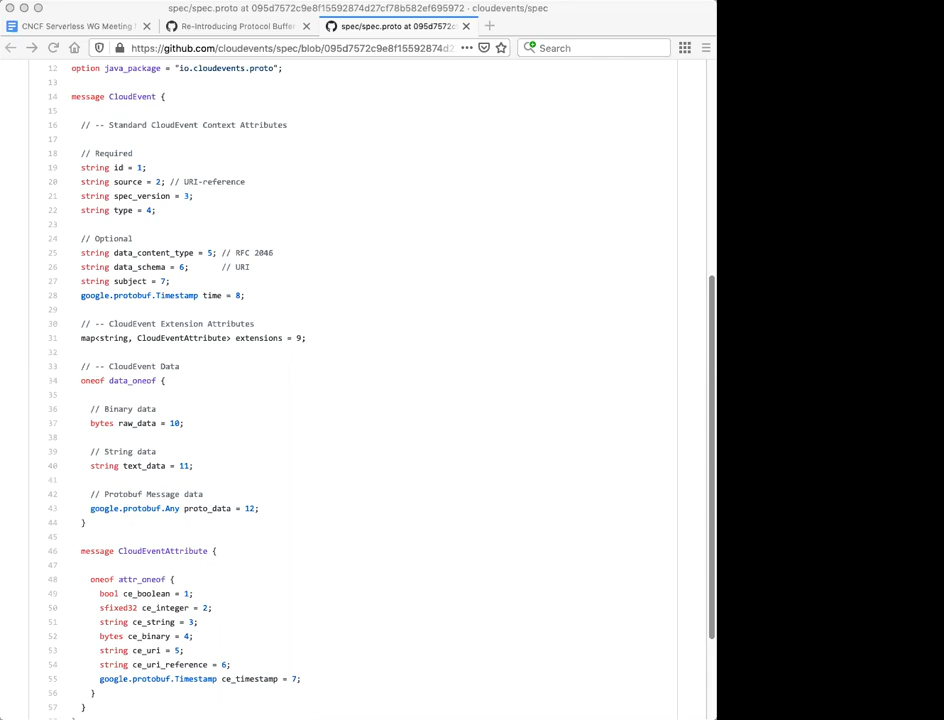 spec/spec.proto at 095d7572c9e8f15592874d27cf78b582ef695972 · cloudevents/spec
CNCF Serverless WG Meeting
Re-Introducing Protocol Buffer
spec/spec.proto at 095d7572c9e
https://github.com/cloudevents/spec/blob/095d7572c9e8f15592874d2
Search
12 option java_package = "io.cloudevents.proto";
13
14 message CloudEvent {
15
16 // -- Standard CloudEvent Context Attributes
17
18 // Required
19 string id = 1;
20 string source = 2; // URI-reference
21 string spec_version = 3;
22 string type = 4;
23
24 // Optional
25 string data_content_type = 5; // RFC 2046
26 string data_schema = 6; // URI
27 string subject = 7;
28 google.protobuf.Timestamp time = 8;
29
30 // -- CloudEvent Extension Attributes
31 map<string, CloudEventAttribute> extensions = 9;
32
33 // -- CloudEvent Data
34 oneof data_oneof {
35
36 // Binary data
37 bytes raw_data = 10;
38
39 // String data
40 string text_data = 11;
41
42 // Protobuf Message data
43 google.protobuf.Any proto_data = 12;
44 }
45
46 message CloudEventAttribute {
47
48 oneof attr_oneof {
49 bool ce_boolean = 1;
50 sfixed32 ce_integer = 2;
51 string ce_string = 3;
52 bytes ce_binary = 4;
53 string ce_uri = 5;
54 string ce_uri_reference = 6;
55 google.protobuf.Timestamp ce_timestamp = 7;
56 }
57 }